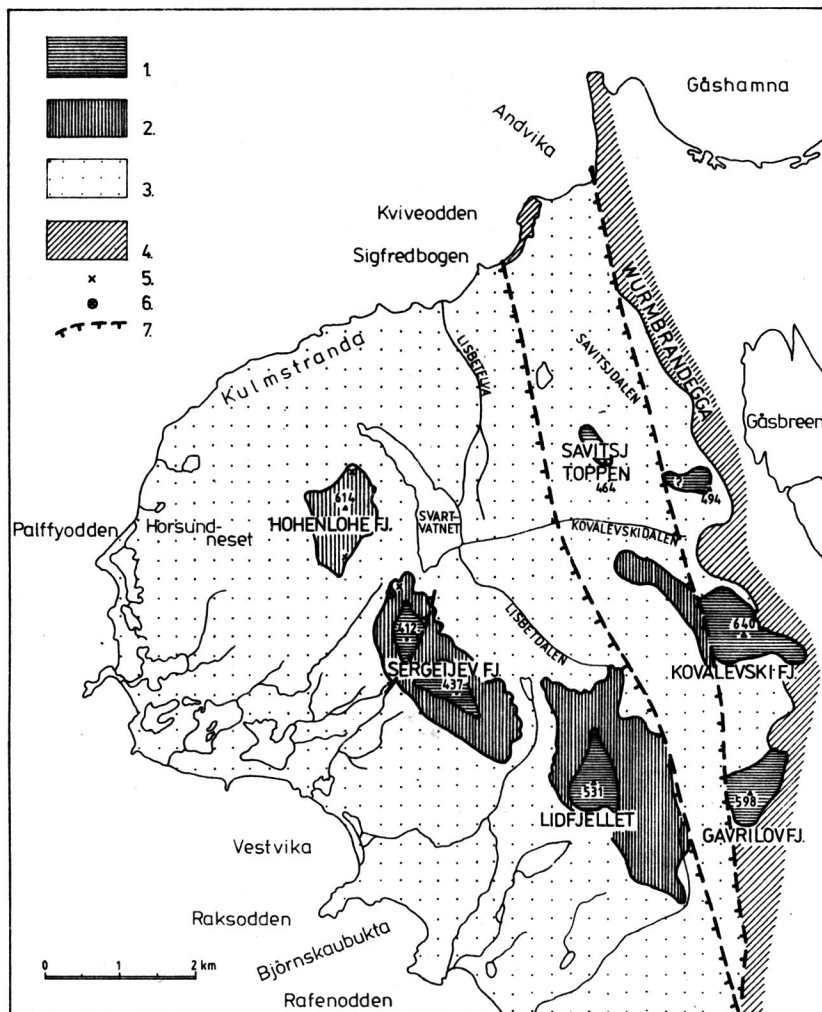 1.
2.
3.
4.
5.
6.
7.
Gåshamna
Andvika
Kviveodden
Sigfredbogen
WURMBRANDEGGA
Kulmstranda
LISBETELVA
SAVITSJDALEN
Gåsbreen
SAVITSJ
TOPPEN
464
?
494
614
HOHENLOHE FJ.
SVART-
VATNET
KOVALEVSKIDALEN
Palffyodden
Horsund-
neset
?
412
SERGEIJEV FJ.
437
LISBETDALEN
640
KOVALEVSKI FJ.
531
LIDFJELLET
598
GAVRILOV FJ.
Vestvika
Raksodden
Björnskaubukta
Rafenodden
0 1 2 km